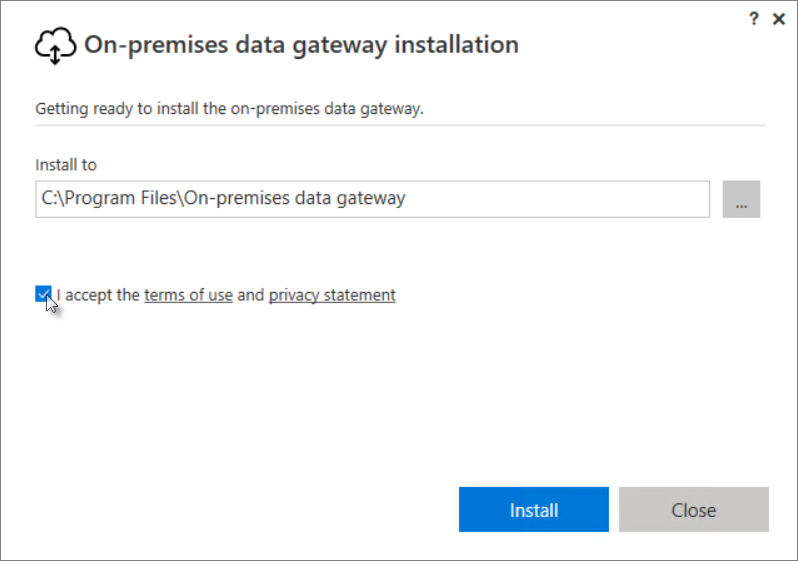 ? ×
On-premises data gateway installation
Getting ready to install the on-premises data gateway.
Install to
C:\Program Files\On-premises data gateway
...
I accept the terms of use and privacy statement
Install Close